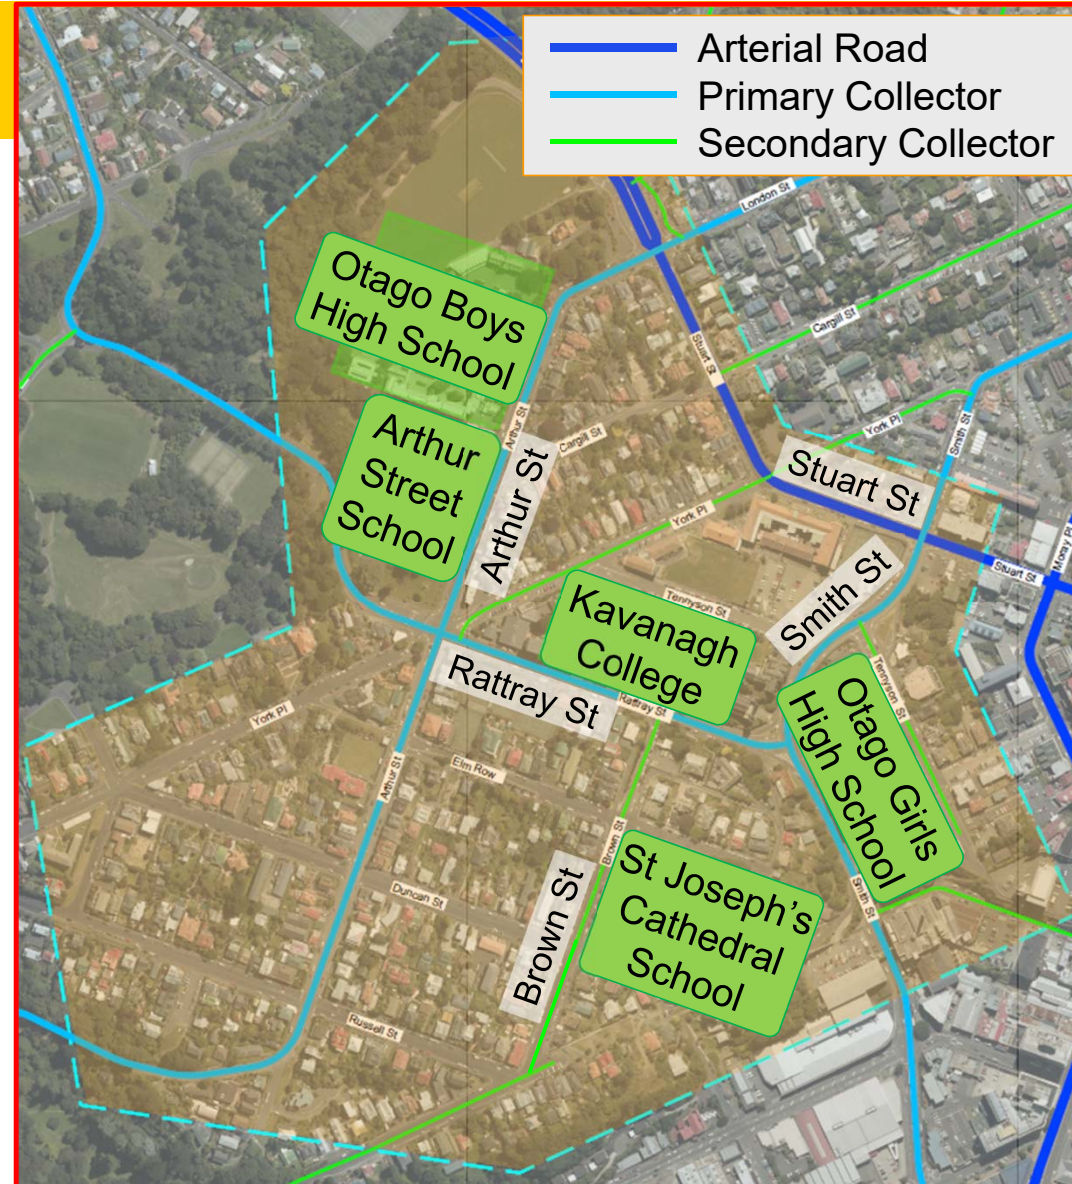 Arterial Road
Primary Collector
Secondary Collector
London St
Otago Boys
High School
Cargill St
Stuart St
Arthur
Street
School
Arthur St
Arthur St
Cargill St
York Pl
Smith St
Stuart St
York Pl
Stuart St
Moray Pl
Smith St
Tennyson St
Kavanagh
College
Rattray St
Rattray St
Tennyson St
Otago Girls
High School
York Pl
Arthur St
Elm Row
Brown St
St Joseph's
Cathedral
School
Duncan St
Brown St
Smith St
Russell St